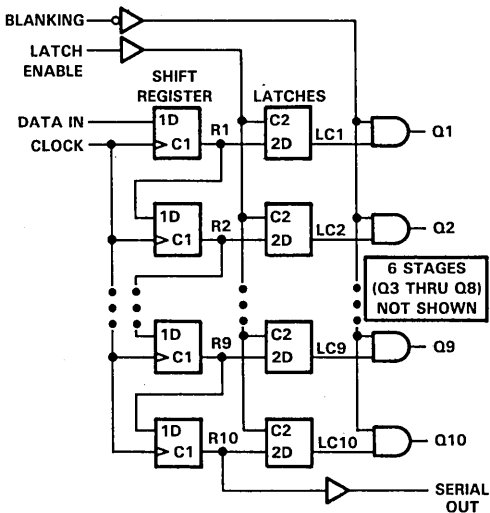 BLANKING
LATCH
ENABLE
SHIFT
REGISTER
LATCHES
DATA IN
CLOCK
1D
C1
R1
C2
2D
LC1
Q1
1D
C1
R2
C2
2D
LC2
Q2
6 STAGES
(Q3 THRU Q8)
NOT SHOWN
1D
C1
R9
C2
2D
LC9
Q9
1D
C1
R10
C2
2D
LC10
Q10
SERIAL
OUT